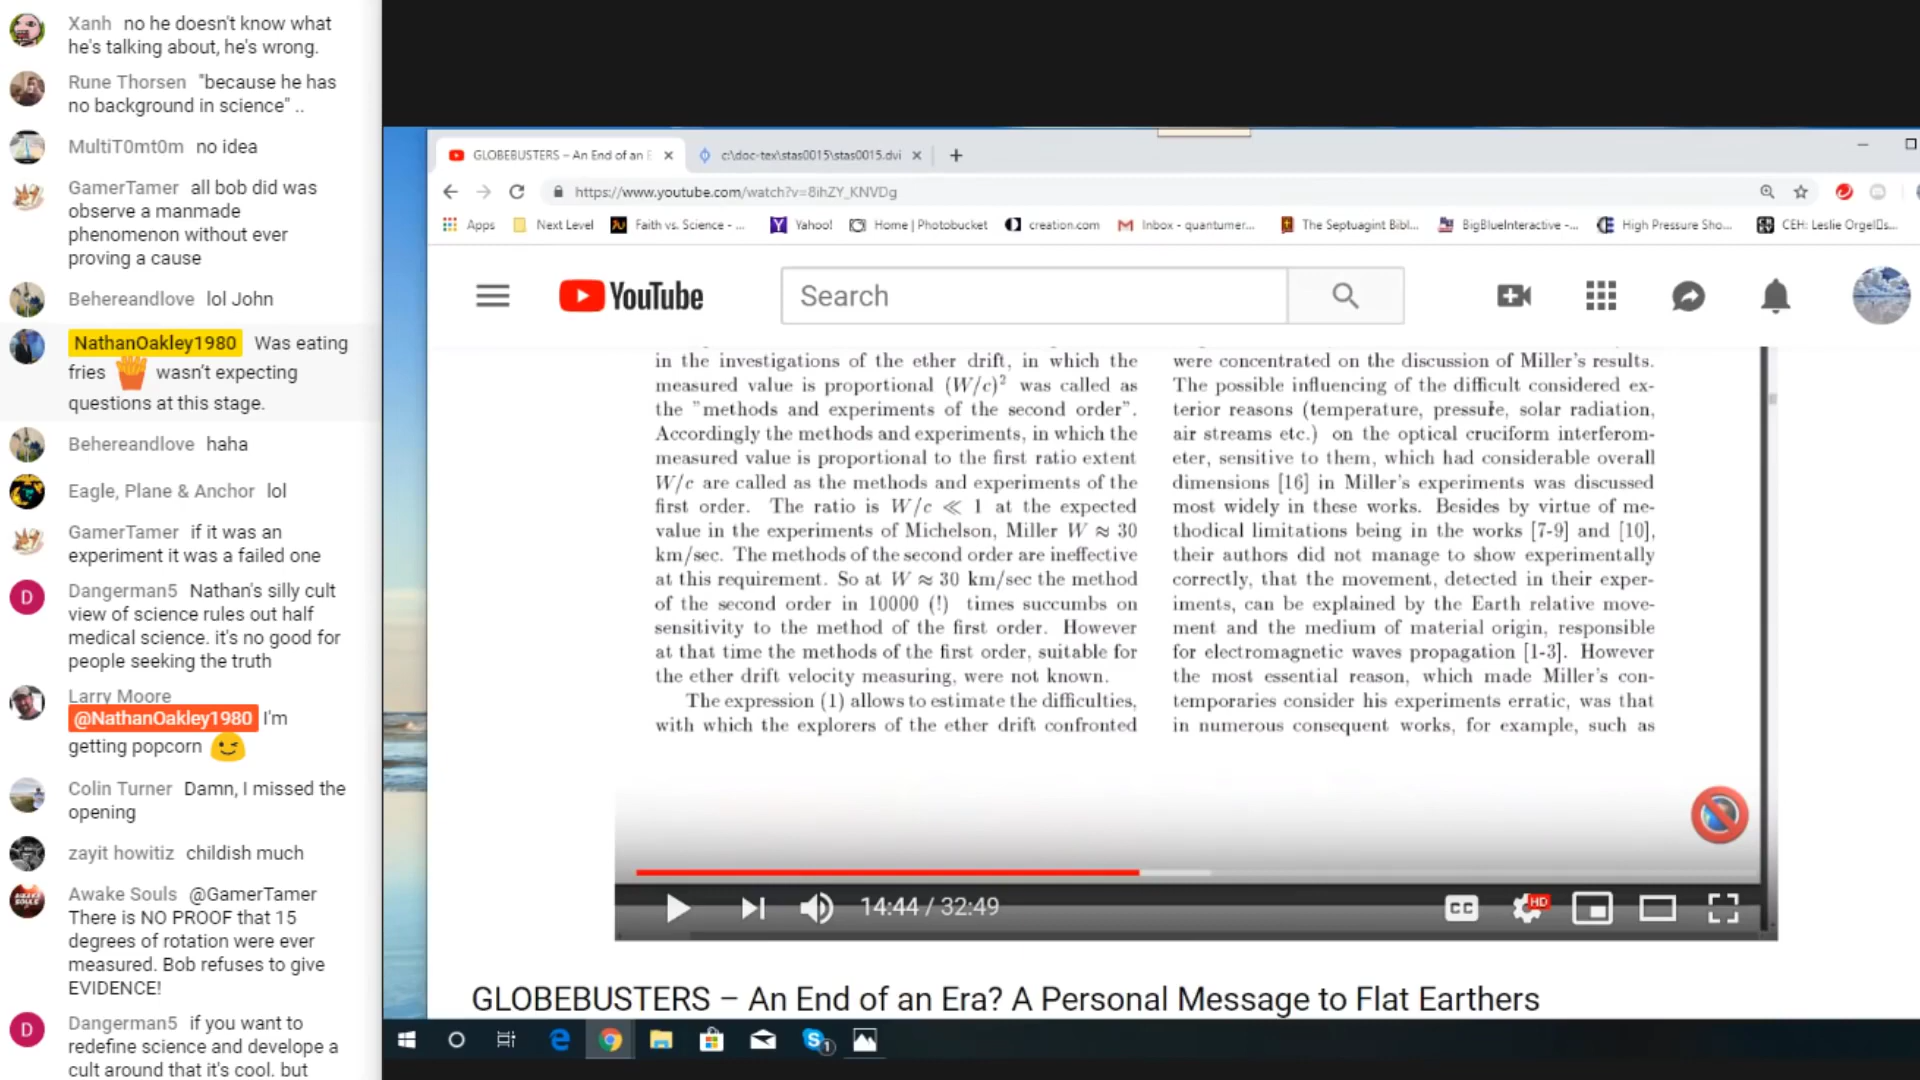 Xanh no he doesn't know what
he's talking about, he's wrong.
Rune Thorsen "because he has
no background in science" ..
MultiT0mt0m no idea
GamerTamer all bob did was
observe a manmade
phenomenon without ever
proving a cause
Behereandlove lol John
NathanOakley1980 Was eating
fries wasn't expecting
questions at this stage.
Behereandlove haha
Eagle, Plane & Anchor lol
GamerTamer if it was an
experiment it was a failed one
D
Dangerman5 Nathan's silly cult
view of science rules out half
medical science. it's no good for
people seeking the truth
Larry Moore
@NathanOakley1980 I'm
getting popcorn
Colin Turner Damn, I missed the
opening
zayit howitiz childish much
Awake Souls @GamerTamer
There is NO PROOF that 15
degrees of rotation were ever
measured. Bob refuses to give
EVIDENCE!
D
Dangerman5 if you want to
redefine science and develope a
cult around that it's cool. but
GLOBEBUSTERS – An End of an E
c:\doc-tex\stas0015\stas0015.dvi
https://www.youtube.com/watch?v=8ihZY_KNVDg
Apps Next Level Faith vs. Science - ... Yahoo! Home | Photobucket creation.com Inbox - quantumer... The Septuagint Bibl... BigBlueInteractive -... High Pressure Sho... CEH: Leslie Orgel□s...
YouTube
Search
in the investigations of the ether drift, in which the
measured value is proportional (W/c)² was called as
the "methods and experiments of the second order".
Accordingly the methods and experiments, in which the
measured value is proportional to the first ratio extent
W/c are called as the methods and experiments of the
first order. The ratio is W/c ≪ 1 at the expected
value in the experiments of Michelson, Miller W ≈ 30
km/sec. The methods of the second order are ineffective
at this requirement. So at W ≈ 30 km/sec the method
of the second order in 10000 (!) times succumbs on
sensitivity to the method of the first order. However
at that time the methods of the first order, suitable for
the ether drift velocity measuring, were not known.
The expression (1) allows to estimate the difficulties,
with which the explorers of the ether drift confronted
were concentrated on the discussion of Miller's results.
The possible influencing of the difficult considered ex-
terior reasons (temperature, pressure, solar radiation,
air streams etc.) on the optical cruciform interferom-
eter, sensitive to them, which had considerable overall
dimensions [16] in Miller's experiments was discussed
most widely in these works. Besides by virtue of me-
thodical limitations being in the works [7-9] and [10],
their authors did not manage to show experimentally
correctly, that the movement, detected in their exper-
iments, can be explained by the Earth relative move-
ment and the medium of material origin, responsible
for electromagnetic waves propagation [1-3]. However
the most essential reason, which made Miller's con-
temporaries consider his experiments erratic, was that
in numerous consequent works, for example, such as
14:44 / 32:49
CC
HD
GLOBEBUSTERS – An End of an Era? A Personal Message to Flat Earthers
1